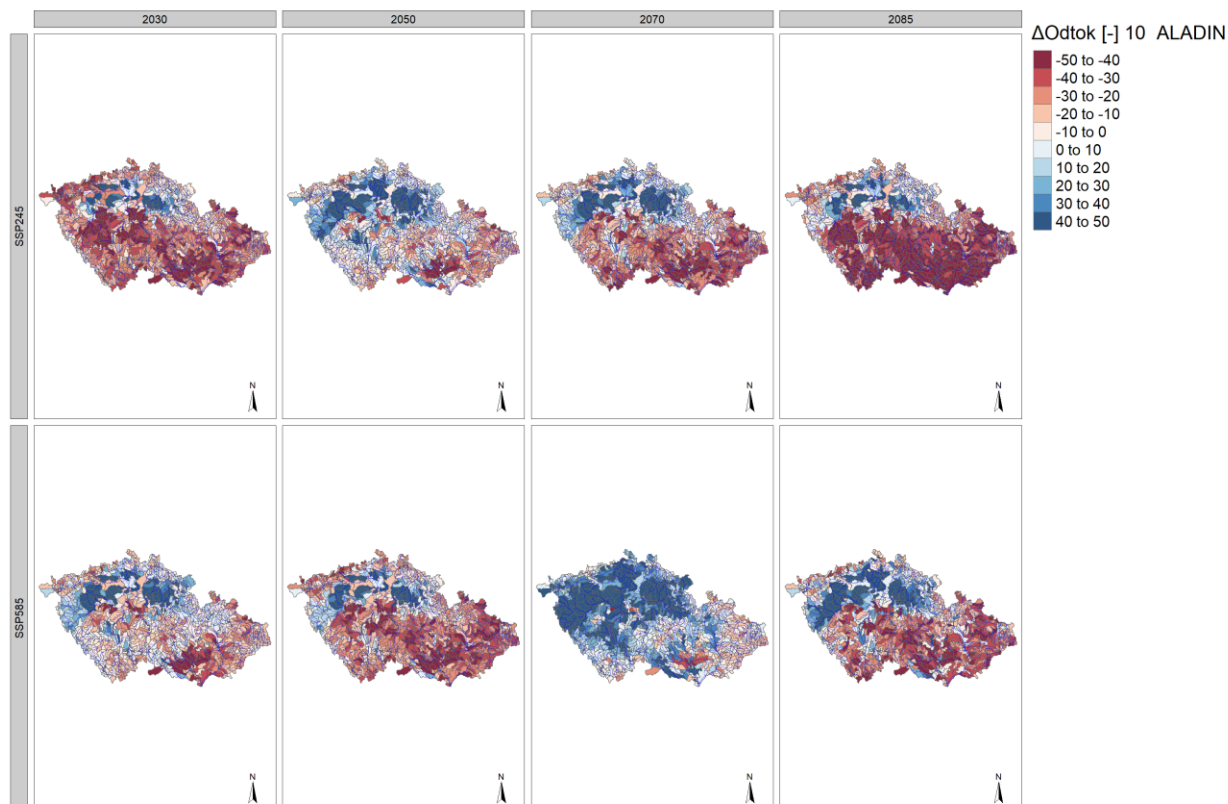 2030
2050
2070
2085
ΔOdtok [-] 10 ALADIN
-50 to -40
-40 to -30
-30 to -20
-20 to -10
-10 to 0
0 to 10
10 to 20
20 to 30
30 to 40
40 to 50
SSP245
N
N
N
N
SSP585
N
N
N
N